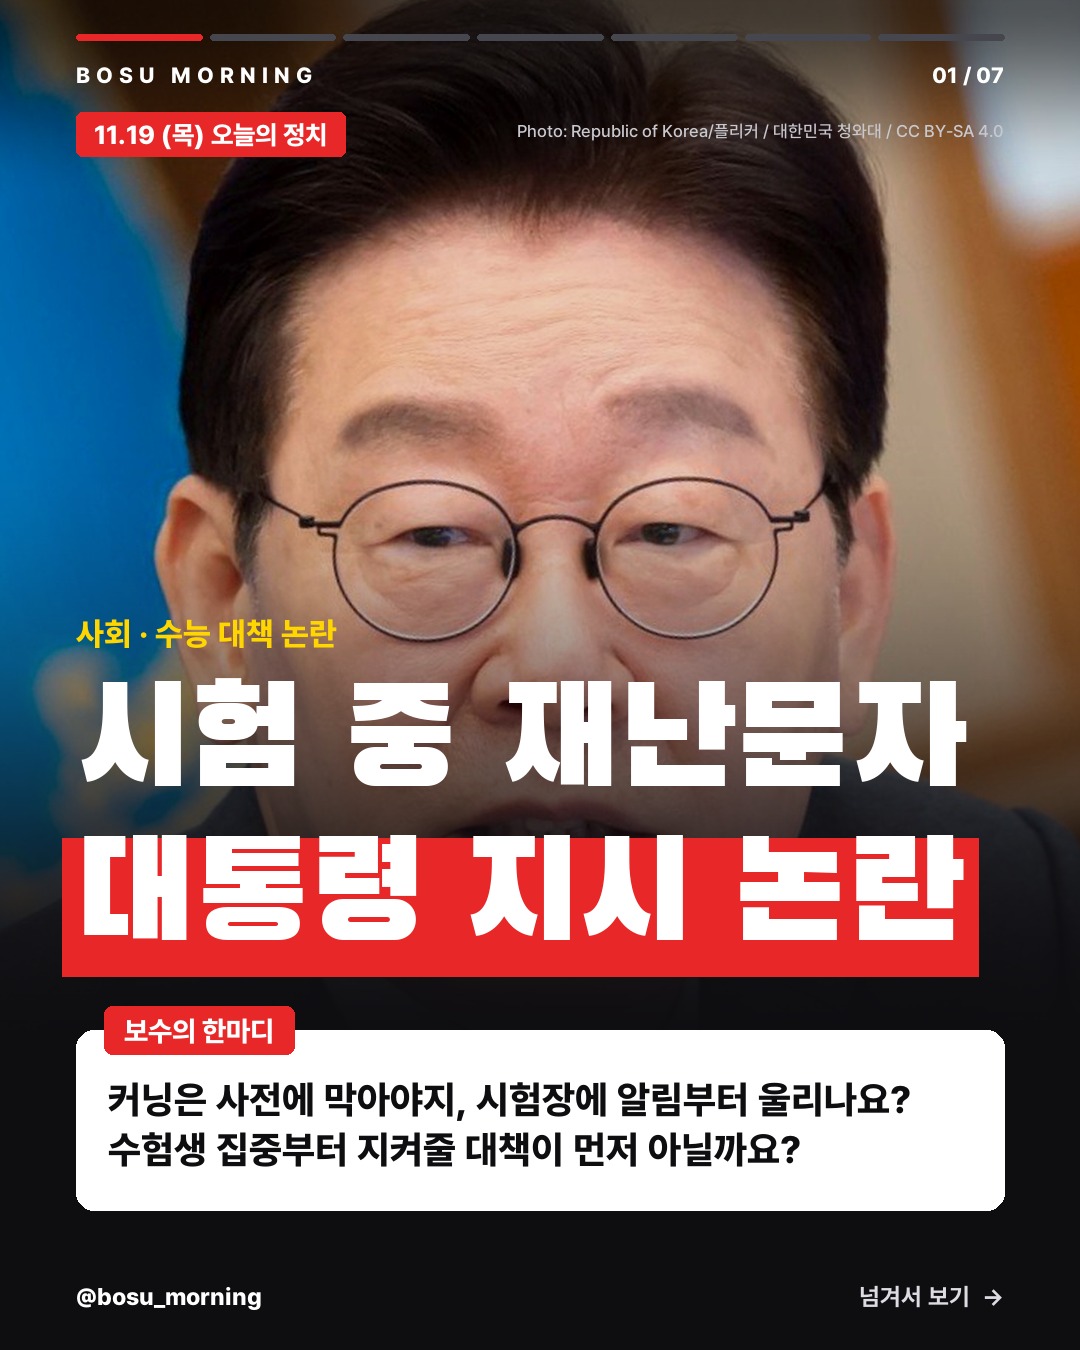 BOSU MORNING
01 / 07
11.19 (목) 오늘의 정치
Photo: Republic of Korea/플리커 / 대한민국 청와대 / CC BY-SA 4.0
사회 · 수능 대책 논란
시험 중 재난문자
대통령 지시 논란
보수의 한마디
커닝은 사전에 막아야지, 시험장에 알림부터 울리나요?
수험생 집중부터 지켜줄 대책이 먼저 아닐까요?
@bosu_morning
넘겨서 보기 →